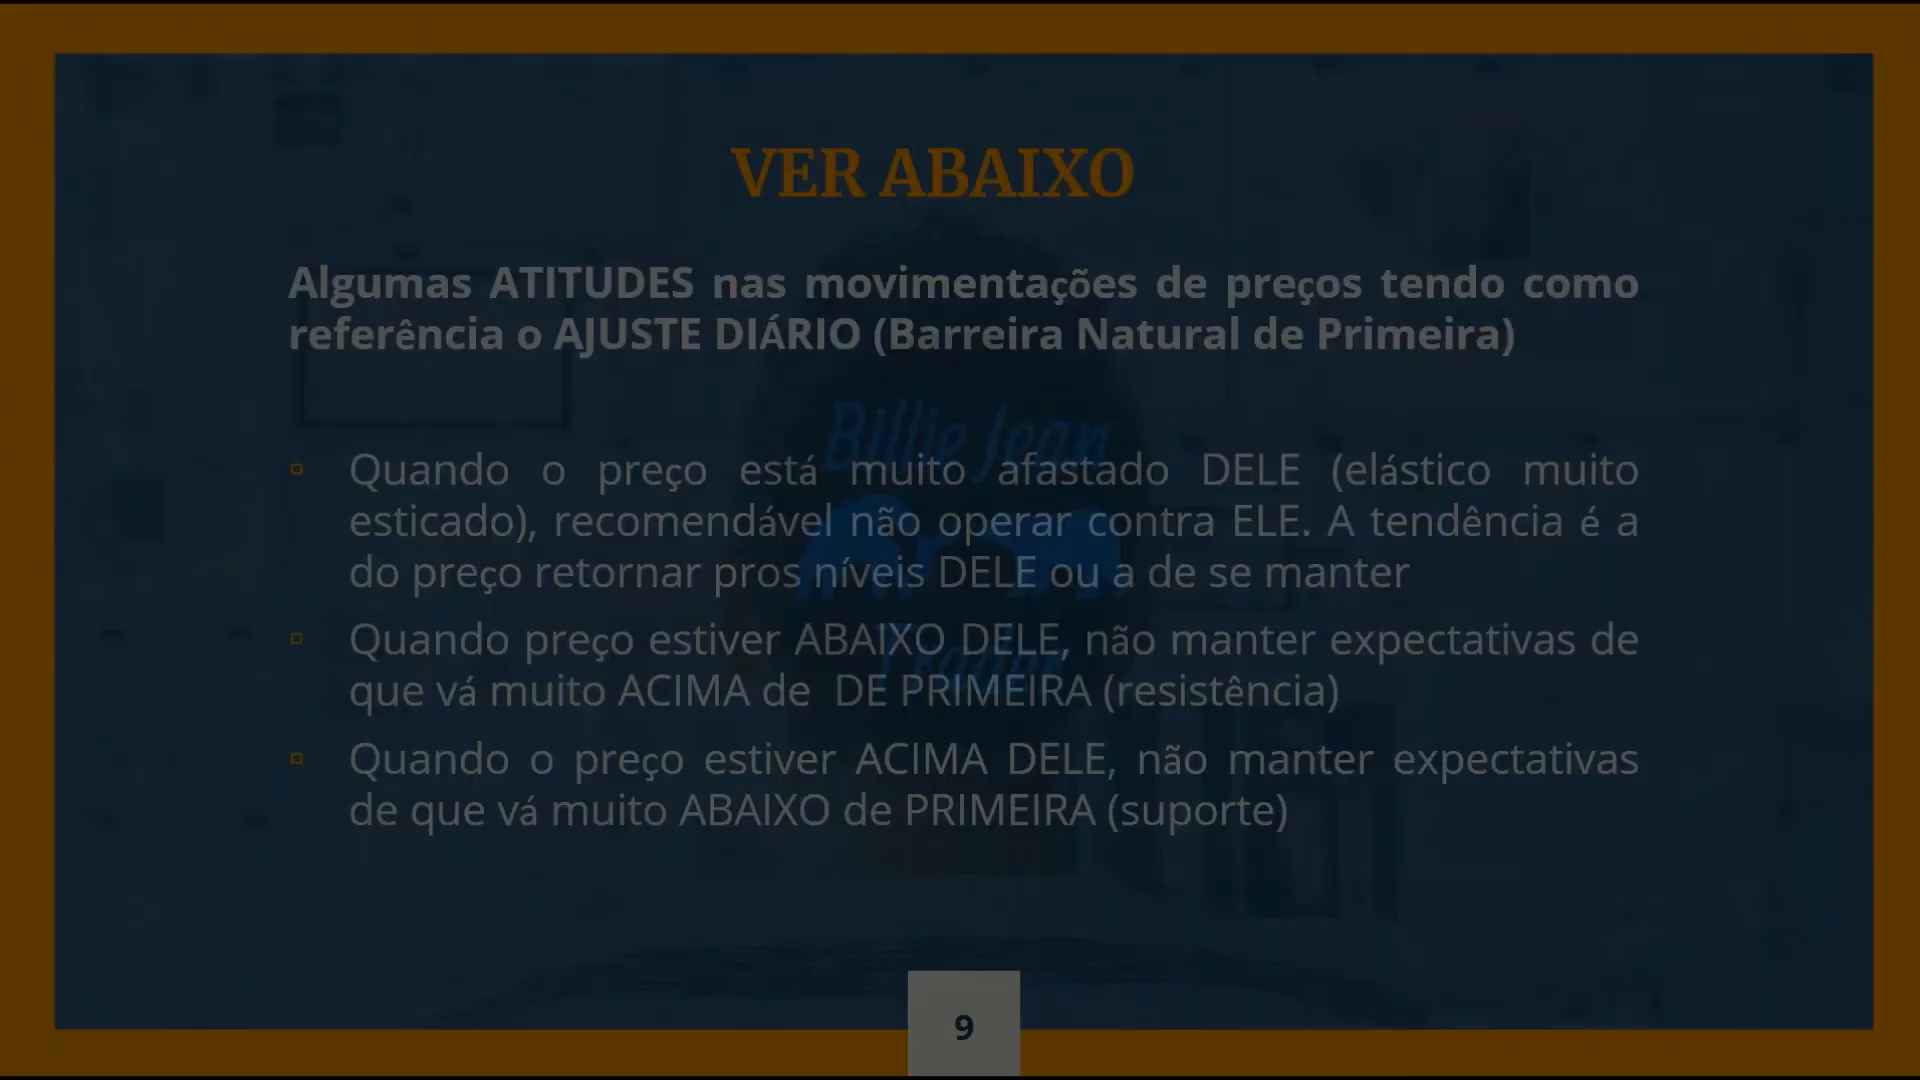 VER ABAIXO
Algumas ATITUDES nas movimentações de preços tendo como
referência o AJUSTE DIÁRIO (Barreira Natural de Primeira)
Billie Jean
Quando o preço está muito afastado DELE (elástico muito
esticado), recomendável não operar contra ELE. A tendência é a
do preço retornar pros níveis DELE ou a de se manter
Quando preço estiver ABAIXO DELE, não manter expectativas de
que vá muito ACIMA de DE PRIMEIRA (resistência)
Trader
Quando o preço estiver ACIMA DELE, não manter expectativas
de que vá muito ABAIXO de PRIMEIRA (suporte)
9